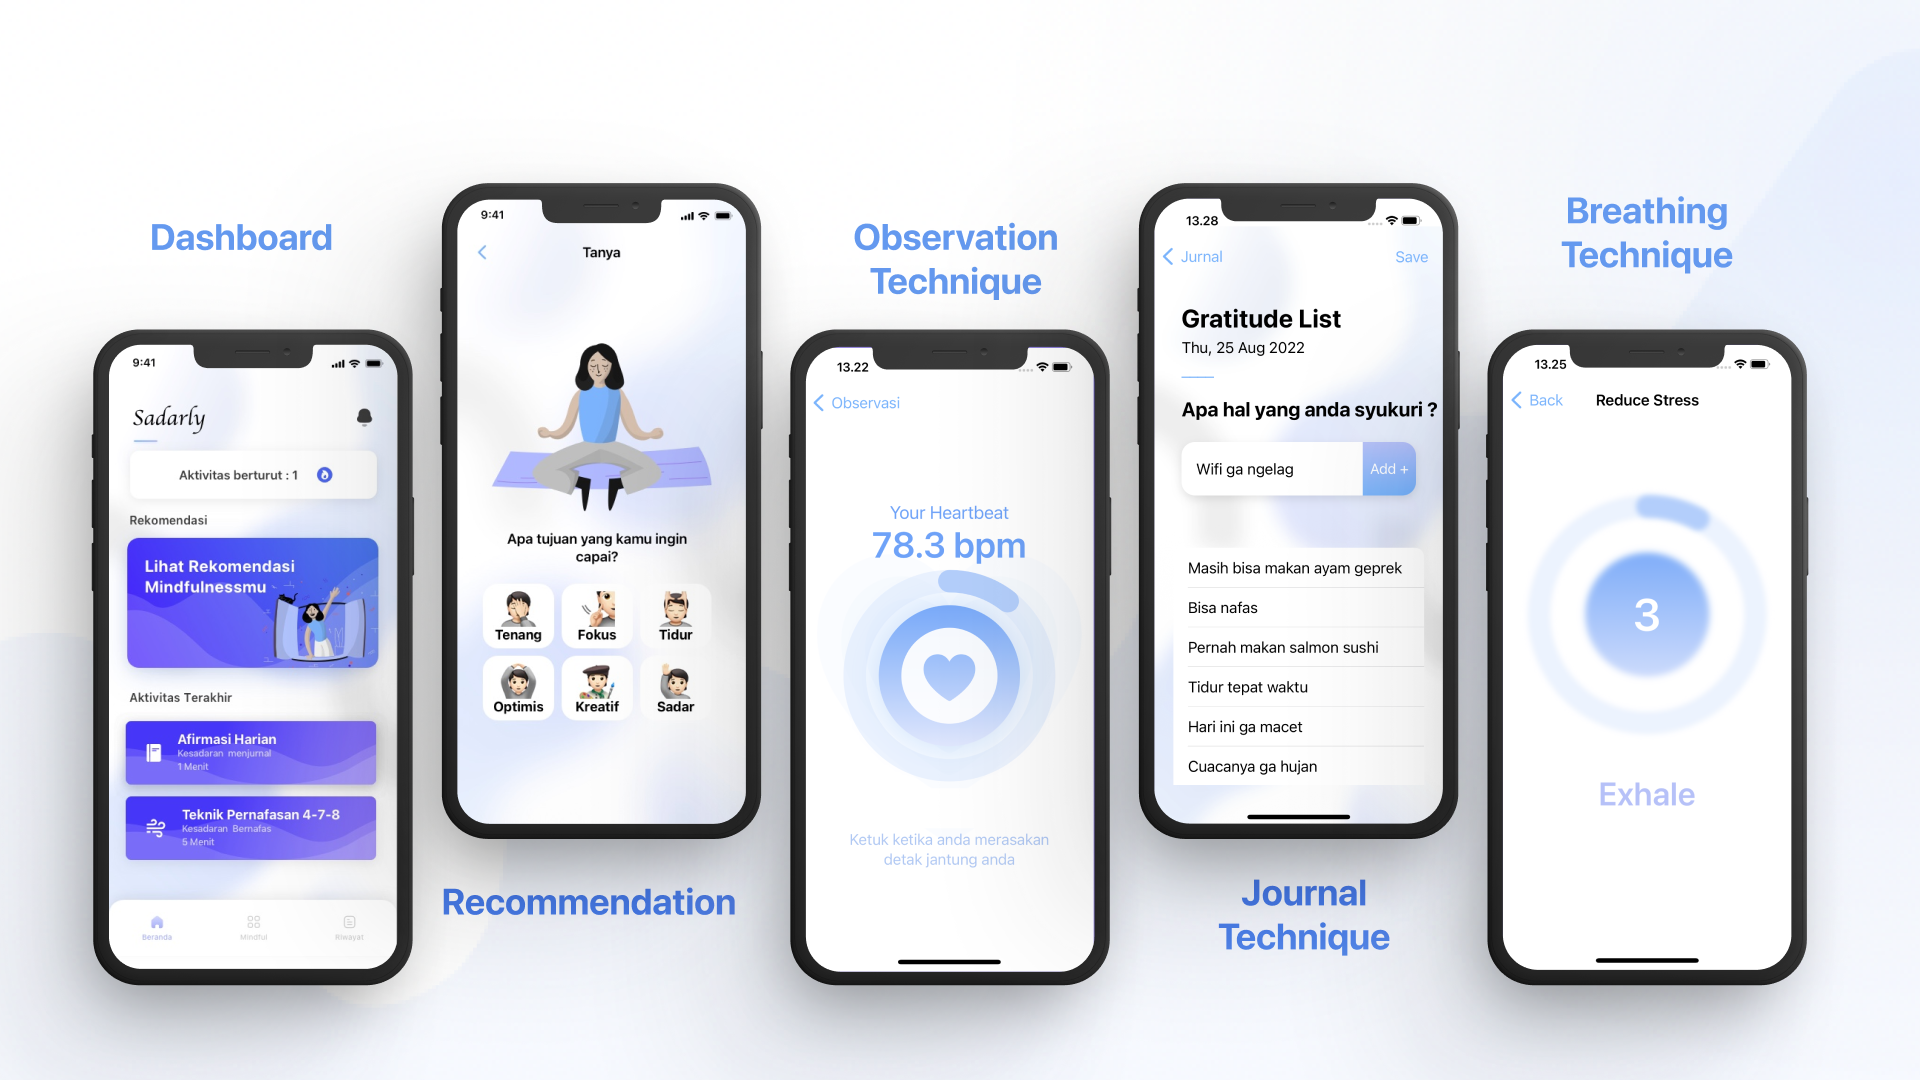 Dashboard
9:41
Sadarly
Aktivitas berturut : 1
Rekomendasi
Lihat Rekomendasi
Mindfulnessmu
Aktivitas Terakhir
Afirmasi Harian
Kesadaran menjurnal
1 Menit
Teknik Pernafasan 4-7-8
Kesadaran Bernafas
5 Menit
Beranda
Mindful
Riwayat
9:41
Tanya
Apa tujuan yang kamu ingin
capai?
Tenang
Fokus
Tidur
Optimis
Kreatif
Sadar
Recommendation
Observation
Technique
13.22
Observasi
Your Heartbeat
78.3 bpm
Ketuk ketika anda merasakan
detak jantung anda
13.28
Jurnal
Save
Gratitude List
Thu, 25 Aug 2022
Apa hal yang anda syukuri ?
Wifi ga ngelag
Add +
Masih bisa makan ayam geprek
Bisa nafas
Pernah makan salmon sushi
Tidur tepat waktu
Hari ini ga macet
Cuacanya ga hujan
Journal
Technique
Breathing
Technique
13.25
Back
Reduce Stress
3
Exhale